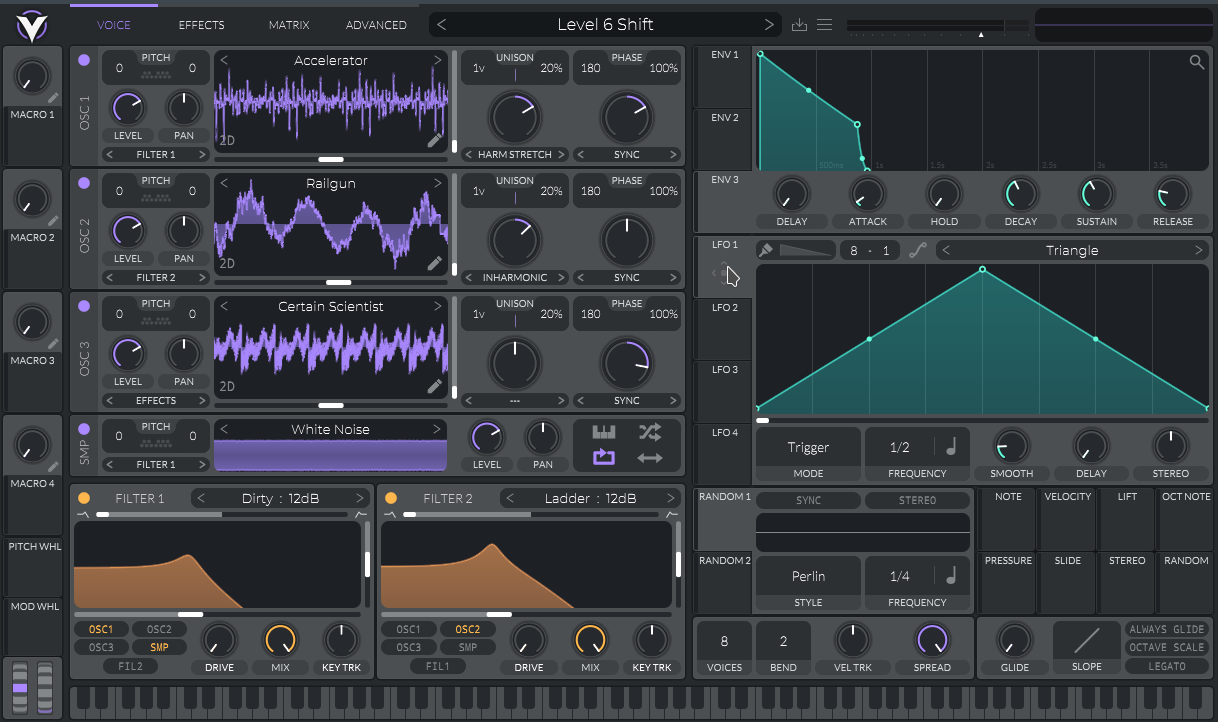 VOICE EFFECTS MATRIX ADVANCED Level 6 Shift
MACRO 1
MACRO 2
MACRO 3
MACRO 4
PITCH WHL
MOD WHL
OSC 1
PITCH
0 0
LEVEL PAN
FILTER 1
Accelerator
2D
UNISON
1v 20%
HARM STRETCH
PHASE
180 100%
SYNC
OSC 2
PITCH
0 0
LEVEL PAN
FILTER 2
Railgun
2D
UNISON
1v 20%
INHARMONIC
PHASE
180 100%
SYNC
OSC 3
PITCH
0 0
LEVEL PAN
EFFECTS
Certain Scientist
2D
UNISON
1v 20%
---
PHASE
180 100%
SYNC
SMP
PITCH
0 0
FILTER 1
White Noise
LEVEL PAN
FILTER 1 Dirty : 12dB
OSC1 OSC2
OSC3 SMP
FIL2
DRIVE MIX KEY TRK
FILTER 2 Ladder : 12dB
OSC1 OSC2
OSC3 SMP
FIL1
DRIVE MIX KEY TRK
ENV 1
ENV 2
ENV 3
500ms 1s 1.5s 2s 2.5s 3s 3.5s
DELAY ATTACK HOLD DECAY SUSTAIN RELEASE
LFO 1
LFO 2
LFO 3
LFO 4
8 - 1 Triangle
Trigger
MODE
1/2
FREQUENCY
SMOOTH DELAY STEREO
RANDOM 1
RANDOM 2
SYNC STEREO
Perlin
STYLE
1/4
FREQUENCY
NOTE VELOCITY LIFT OCT NOTE
PRESSURE SLIDE STEREO RANDOM
8
VOICES
2
BEND
VEL TRK SPREAD
GLIDE SLOPE
ALWAYS GLIDE
OCTAVE SCALE
LEGATO